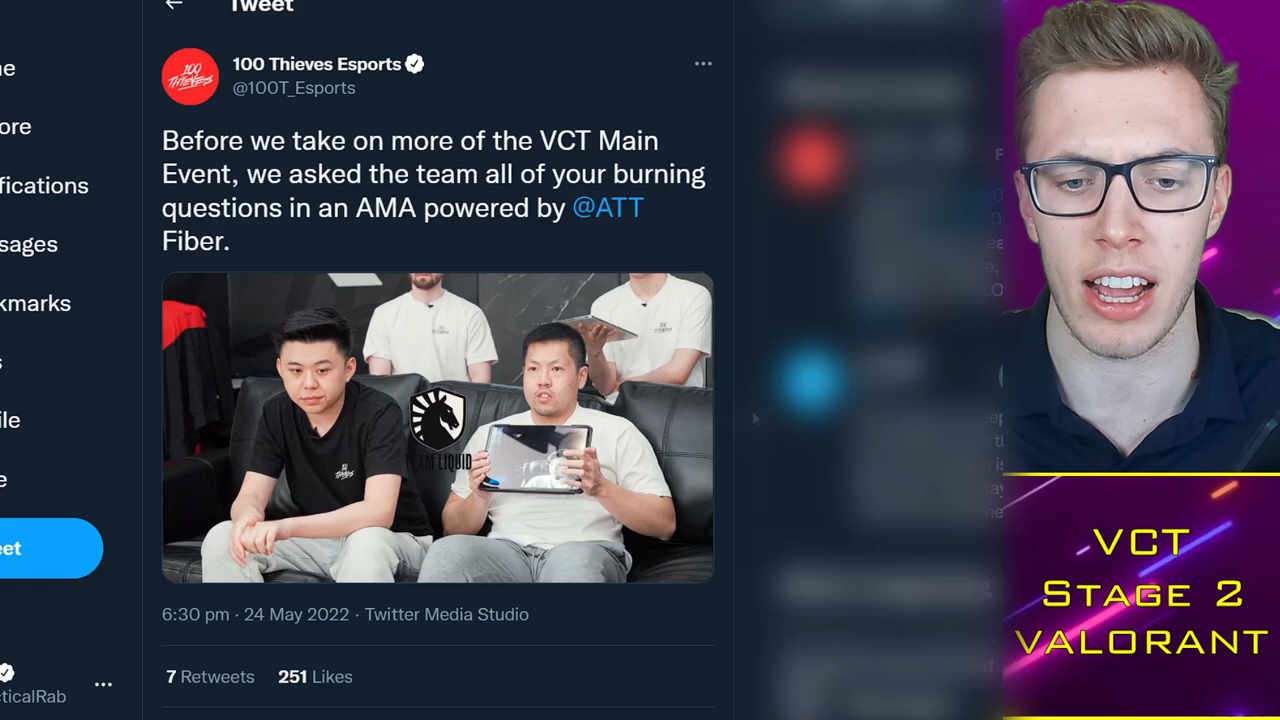 Tweet
100 Thieves Esports
@100T_Esports
Before we take on more of the VCT Main
Event, we asked the team all of your burning
questions in an AMA powered by @ATT
Fiber.
TEAM LIQUID
6:30 pm · 24 May 2022 · Twitter Media Studio
7 Retweets 251 Likes
ore
fications
sages
kmarks
ile
eet
cticalRab
100
THIEVES
VCT
STAGE 2
VALORANT